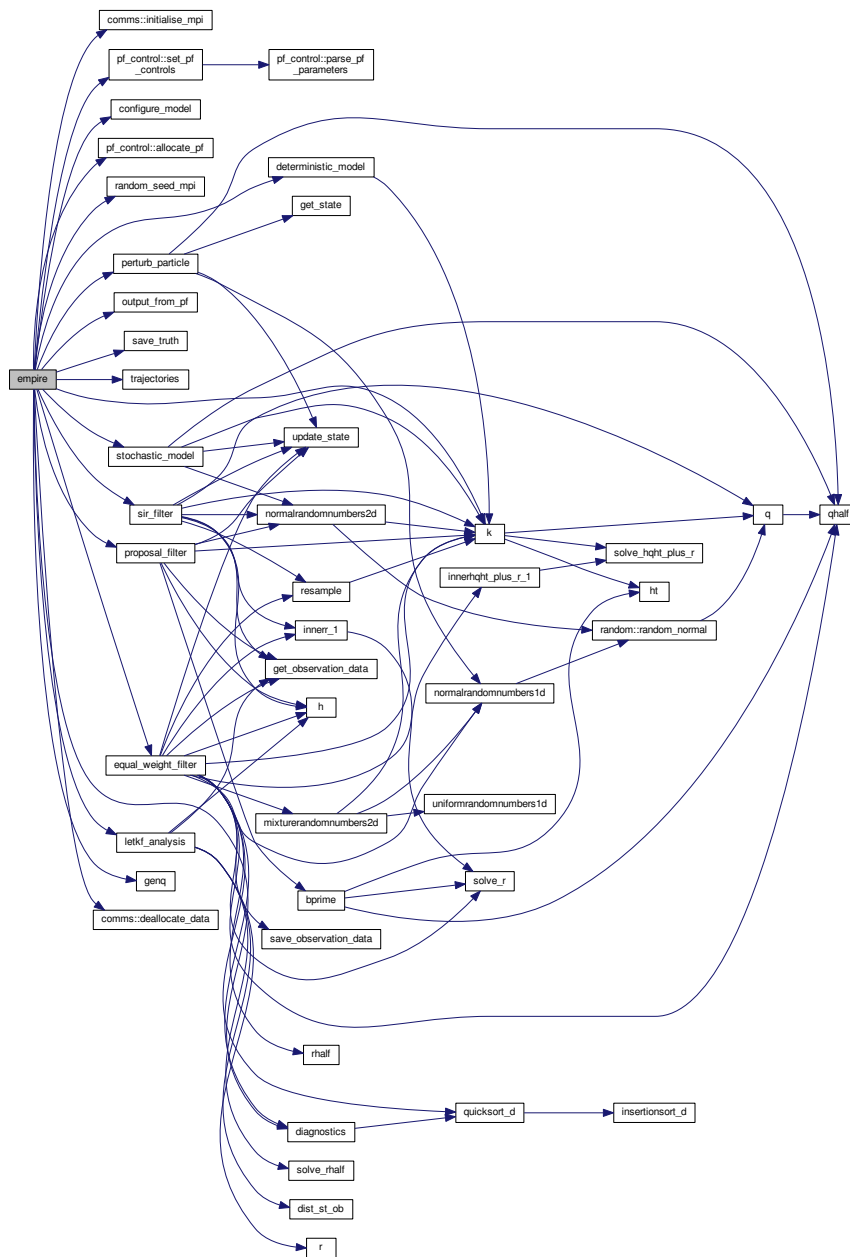 comms::initialise_mpi
pf_control::set_pf
_controls
pf_control::parse_pf
_parameters
configure_model
pf_control::allocate_pf
deterministic_model
random_seed_mpi
get_state
perturb_particle
output_from_pf
save_truth
empire
trajectories
update_state
stochastic_model
sir_filter
normalrandomnumbers2d
q
qhalf
k
proposal_filter
solve_hqht_plus_r
innerhqht_plus_r_1
resample
ht
innerr_1
random::random_normal
get_observation_data
normalrandomnumbers1d
h
equal_weight_filter
uniformrandomnumbers1d
mixturerandomnumbers2d
letkf_analysis
genq
solve_r
bprime
comms::deallocate_data
save_observation_data
rhalf
quicksort_d
insertionsort_d
diagnostics
solve_rhalf
dist_st_ob
r